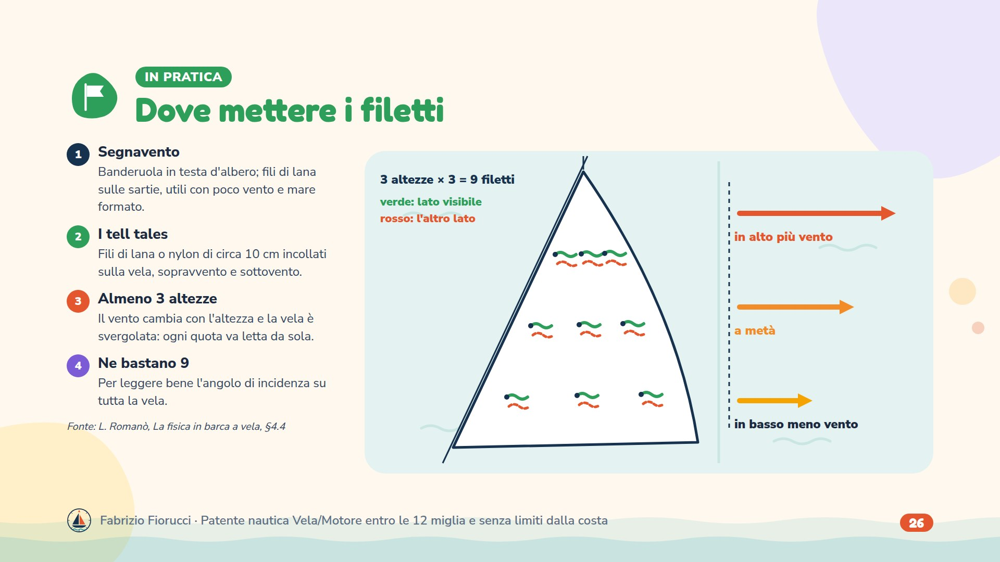 IN PRATICA
Dove mettere i filetti
1
Segnavento
Banderuola in testa d'albero; fili di lana
sulle sartie, utili con poco vento e mare
formato.
2
I tell tales
Fili di lana o nylon di circa 10 cm incollati
sulla vela, sopravvento e sottovento.
3
Almeno 3 altezze
Il vento cambia con l'altezza e la vela è
svergolata: ogni quota va letta da sola.
4
Ne bastano 9
Per leggere bene l'angolo di incidenza su
tutta la vela.
Fonte: L. Romanò, La fisica in barca a vela, §4.4
3 altezze × 3 = 9 filetti
verde: lato visibile
rosso: l'altro lato
in alto più vento
a metà
in basso meno vento
Fabrizio Fiorucci · Patente nautica Vela/Motore entro le 12 miglia e senza limiti dalla costa
26